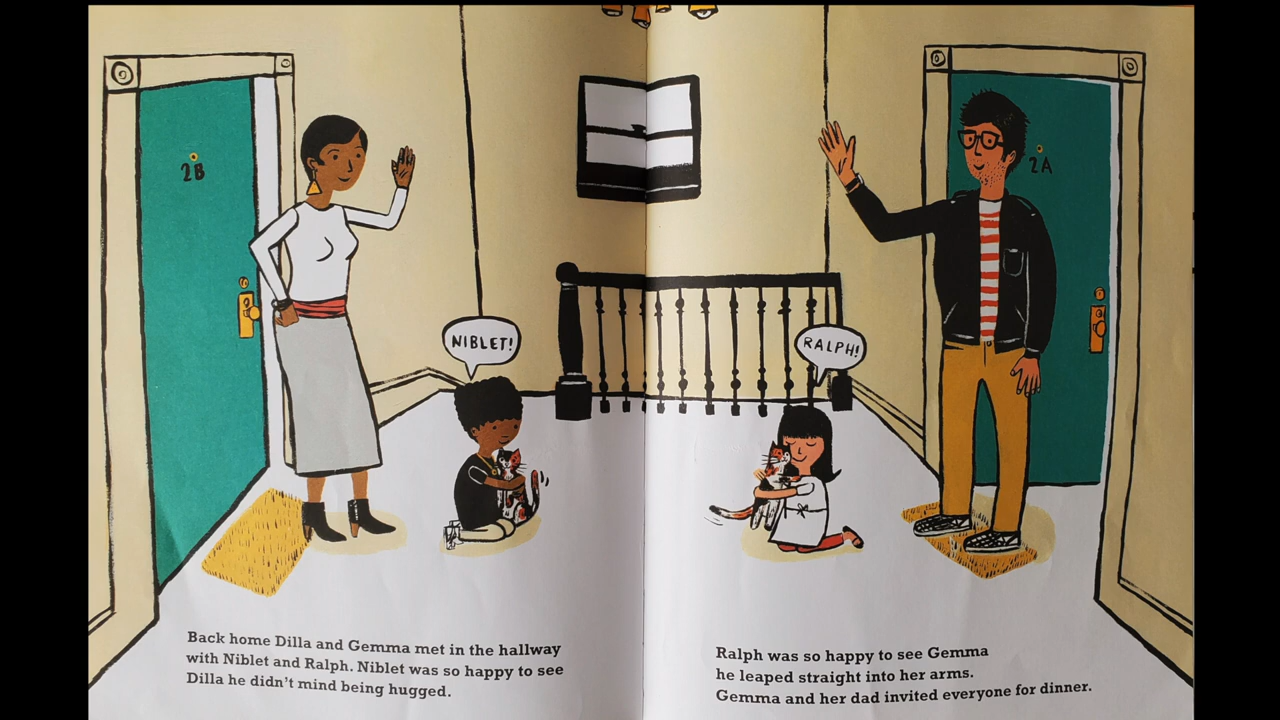 2B
2A
NIBLET!
RALPH!
Back home Dilla and Gemma met in the hallway
with Niblet and Ralph. Niblet was so happy to see
Dilla he didn't mind being hugged.
Ralph was so happy to see Gemma
he leaped straight into her arms.
Gemma and her dad invited everyone for dinner.